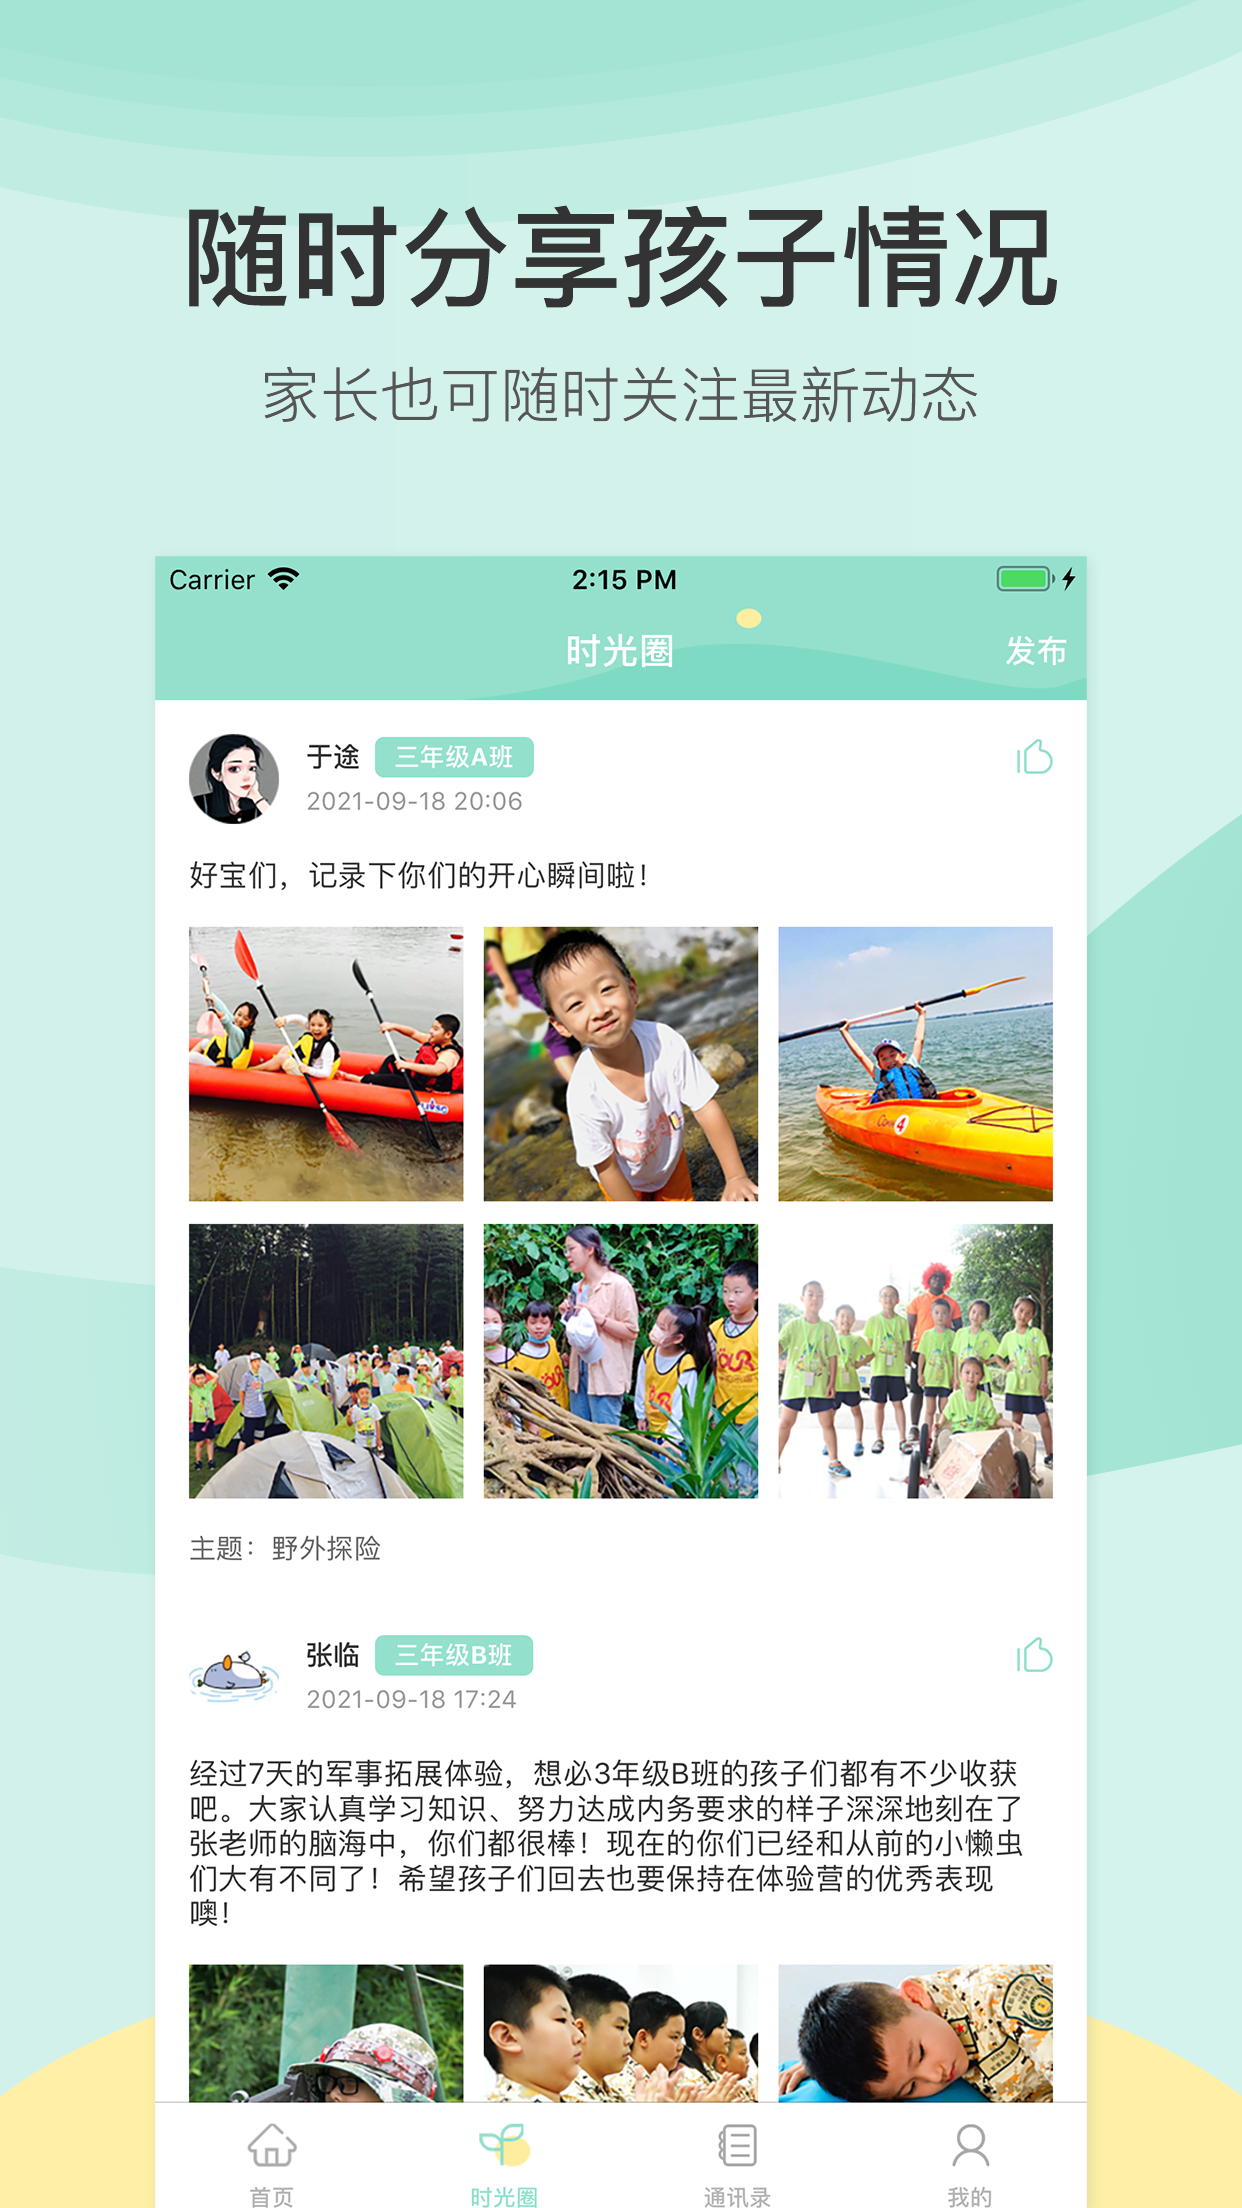 随时分享孩子情况
家长也可随时关注最新动态
Carrier 2:15 PM
时光圈 发布
于途 三年级A班
2021-09-18 20:06
好宝们，记录下你们的开心瞬间啦！
4
OUR
主题：野外探险
张临 三年级B班
2021-09-18 17:24
经过7天的军事拓展体验，想必3年级B班的孩子们都有不少收获
吧。大家认真学习知识、努力达成内务要求的样子深深地刻在了
张老师的脑海中，你们都很棒！现在的你们已经和从前的小懒虫
们大有不同了！希望孩子们回去也要保持在体验营的优秀表现
噢！
首页 时光圈 通讯录 我的